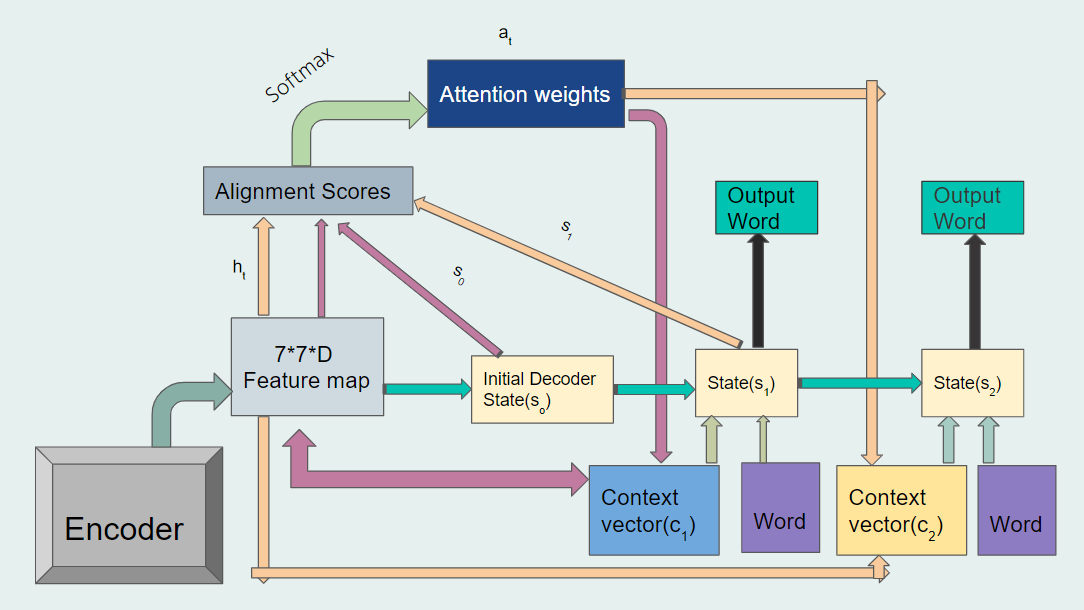 a_t
Softmax
Attention weights
Alignment Scores
Output
Word
Output
Word
s_1
h_t
s_0
7*7*D
Feature map
Initial Decoder
State(s_o)
State(s_1)
State(s_2)
Encoder
Context
vector(c_1)
Word
Context
vector(c_2)
Word